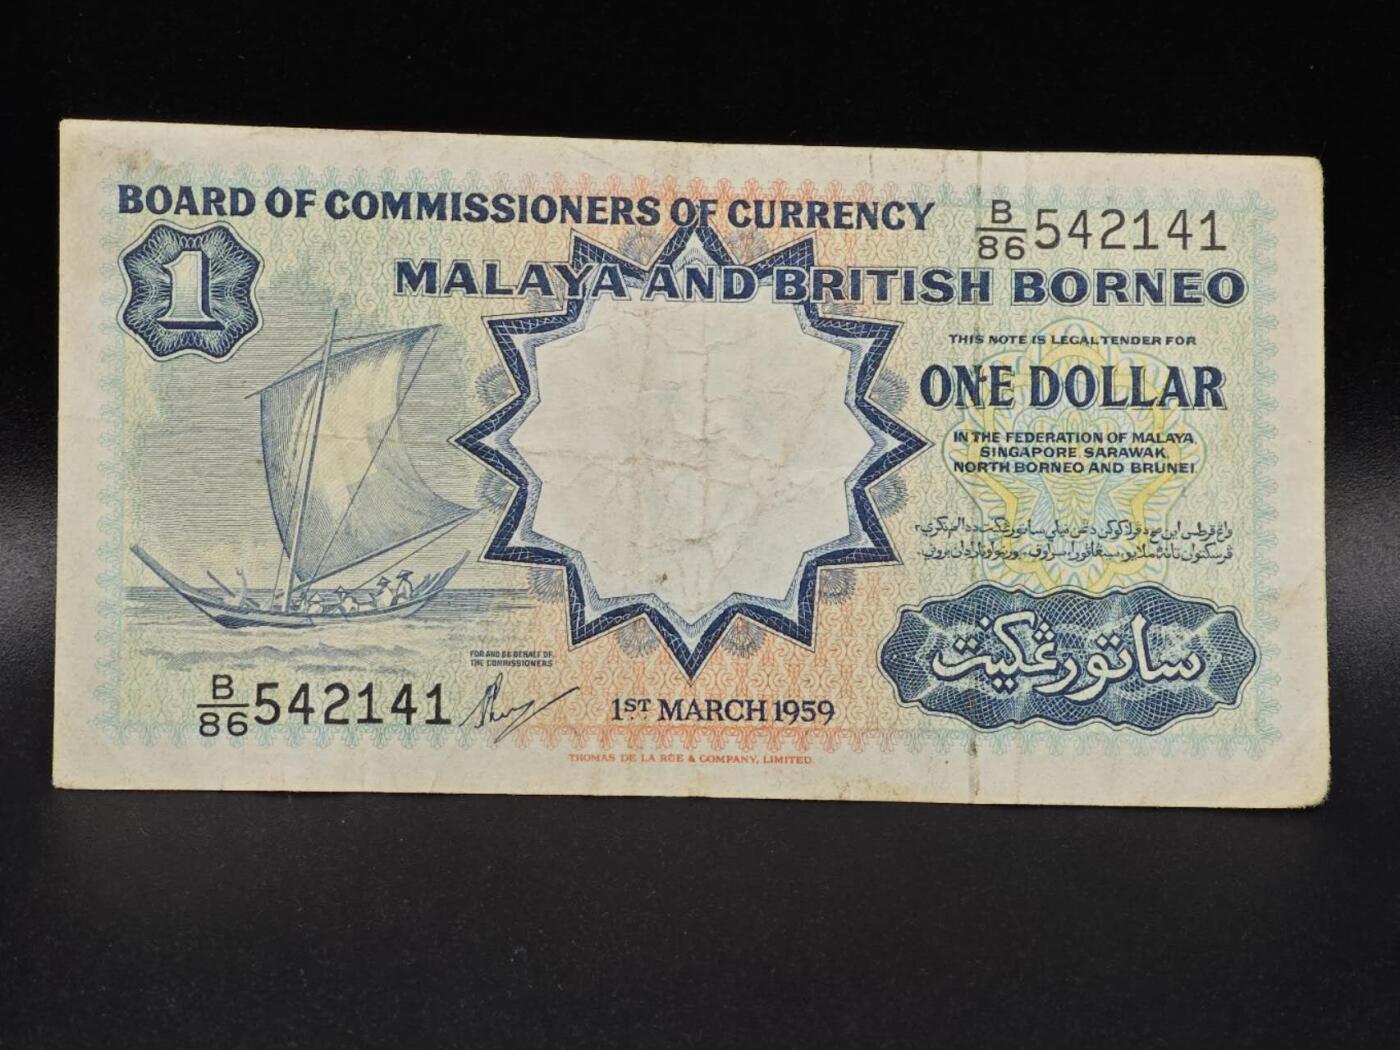 BOARD OF COMMISSIONERS OF CURRENCY
B/86 542141
MALAYA AND BRITISH BORNEO
1
THIS NOTE IS LEGAL TENDER FOR
ONE DOLLAR
IN THE FEDERATION OF MALAYA,
SINGAPORE, SARAWAK,
NORTH BORNEO AND BRUNEI
ساتو رڠݢيت
FOR AND ON BEHALF OF
THE COMMISSIONERS
B/86 542141
1ST MARCH 1959
THOMAS DE LA RUE & COMPANY, LIMITED.